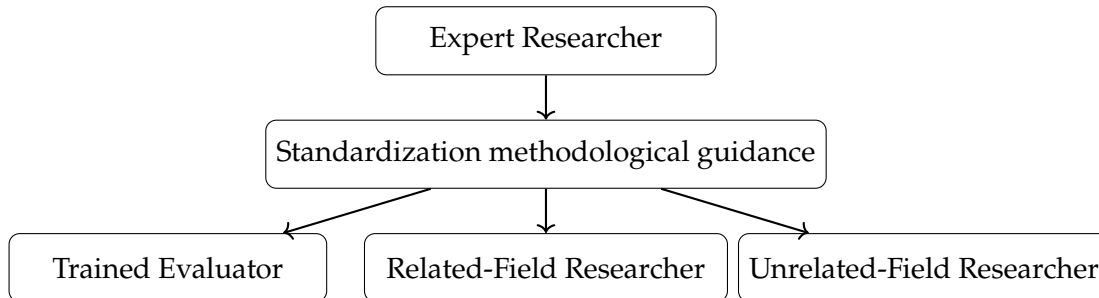 Expert Researcher
Standardization methodological guidance
Trained Evaluator
Related-Field Researcher
Unrelated-Field Researcher